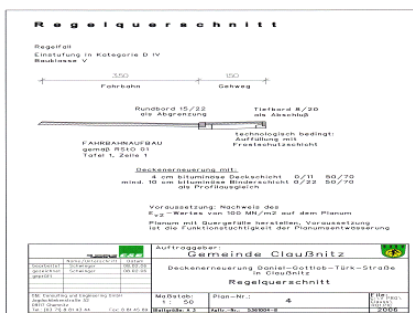 Regelquerschnitt
Regelfall
Einstufung in Kategorie D IV
Bauklasse V
3.50
1.50
Fahrbahn
Gehweg
Rundbord 15/22
als Abgrenzung
Tiefbord 8/20
als Abschluß
technologisch bedingt:
Auffüllung mit
Frostschutzschicht
FAHRBAHNAUFBAU
gemäß RStO 01
Tafel 1, Zeile 1
Deckenerneuerung mit:
4 cm bituminöse Deckschicht 0/11 50/70
mind. 10 cm bituminöse Binderschicht 0/22 50/70
als Profilausgleich
Voraussetzung: Nachweis des
Ev2-Wertes von 100 MN/m2 auf dem Planum
Planum mit Quergefälle herstellen, Voraussetzung
ist die Funktionstüchtigkeit der Planumsentwässerung
Auftraggeber:
Gemeinde Claußnitz
Deckenerneuerung Daniel-Gottlob-Türk-Straße
in Claußnitz
Regelquerschnitt
bearbeitet
gezeichnet
geprüft
Maßstab:
1 : 50
Plan-Nr.:
4
File:
2006